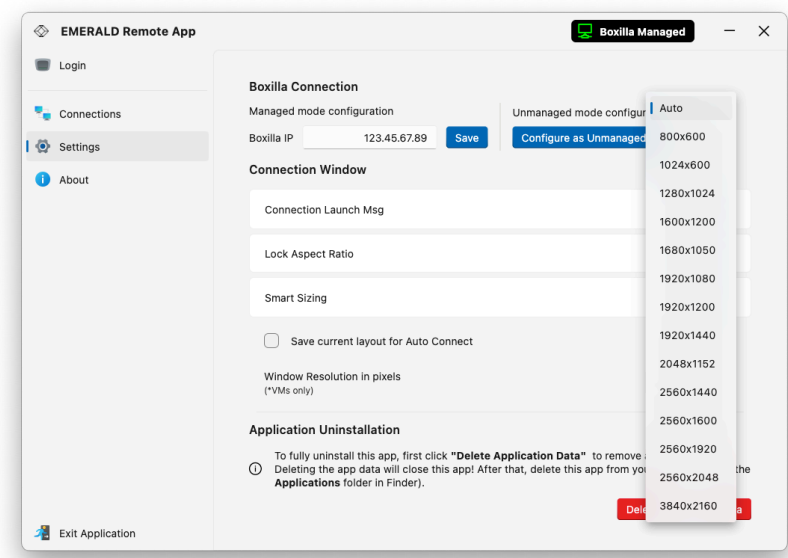 EMERALD Remote App
Boxilla Managed
Login
Connections
Settings
About
Exit Application
Boxilla Connection
Managed mode configuration
Boxilla IP
123.45.67.89
Save
Unmanaged mode configur
Configure as Unmanaged
Connection Window
Connection Launch Msg
Lock Aspect Ratio
Smart Sizing
Save current layout for Auto Connect
Window Resolution in pixels
(*VMs only)
Application Uninstallation
To fully uninstall this app, first click "Delete Application Data" to remove
Deleting the app data will close this app! After that, delete this app from yo the
Applications folder in Finder).
Dele a
Auto
800x600
1024x600
1280x1024
1600x1200
1680x1050
1920x1080
1920x1200
1920x1440
2048x1152
2560x1440
2560x1600
2560x1920
2560x2048
3840x2160